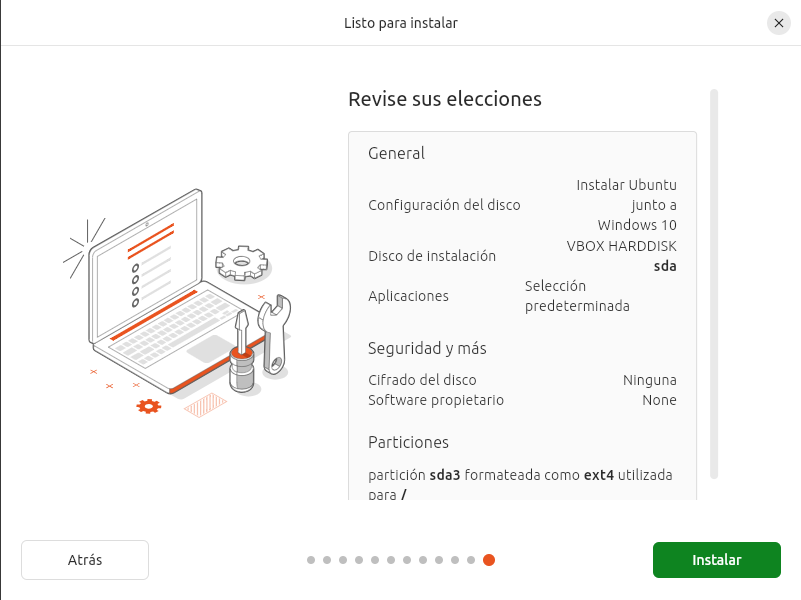 Listo para instalar
Revise sus elecciones
General
Configuración del disco
Instalar Ubuntu
junto a
Windows 10
Disco de instalación
VBOX HARDDISK
sda
Aplicaciones
Selección
predeterminada
Seguridad y más
Cifrado del disco Ninguna
Software propietario None
Particiones
partición sda3 formateada como ext4 utilizada
para /
Atrás
Instalar